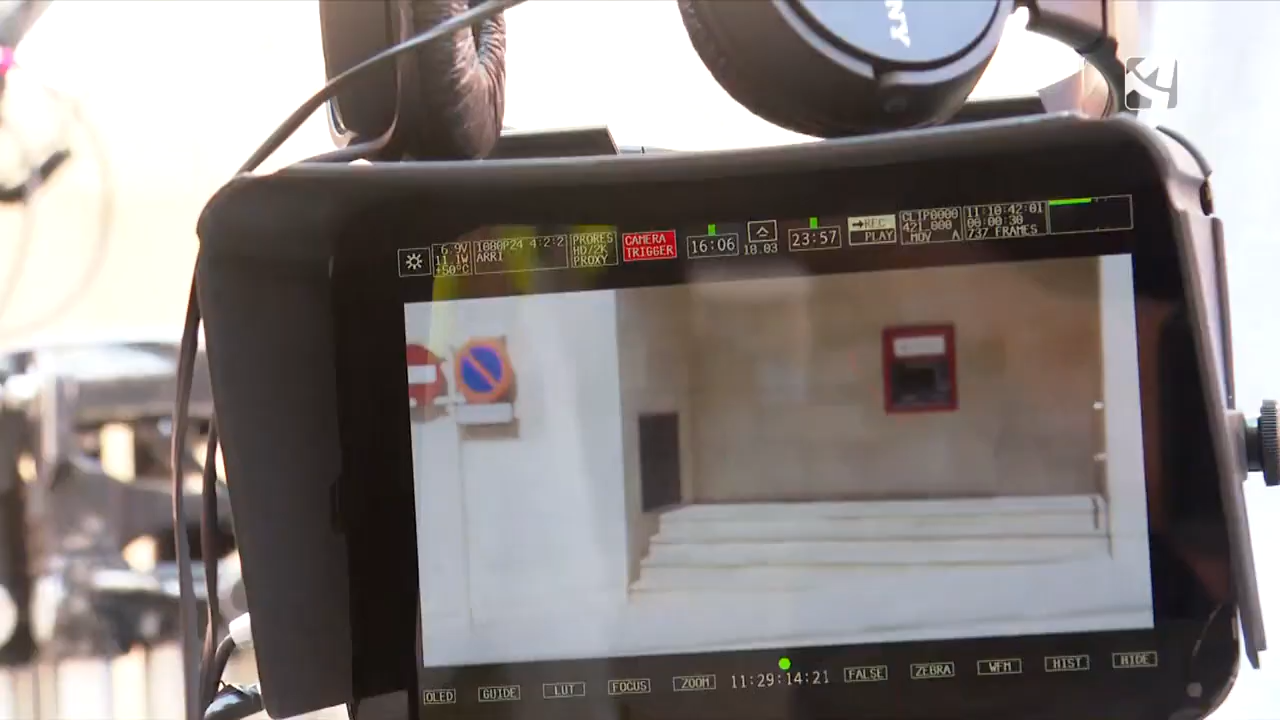 SONY
6.9V
11.1W
+50°C
1080P24 4:2:2
ARRI
PRORES
HD/2K
PROXY
CAMERA
TRIGGER
16:06
18.03
23:57
→REC
PLAY
CLIP0000
421_000
MOV A
11:10:42:01
00:00:30
737 FRAMES
OLED
GUIDE
LUT
FOCUS
ZOOM
11:29:14:21
FALSE
ZEBRA
WFM
HIST
HIDE